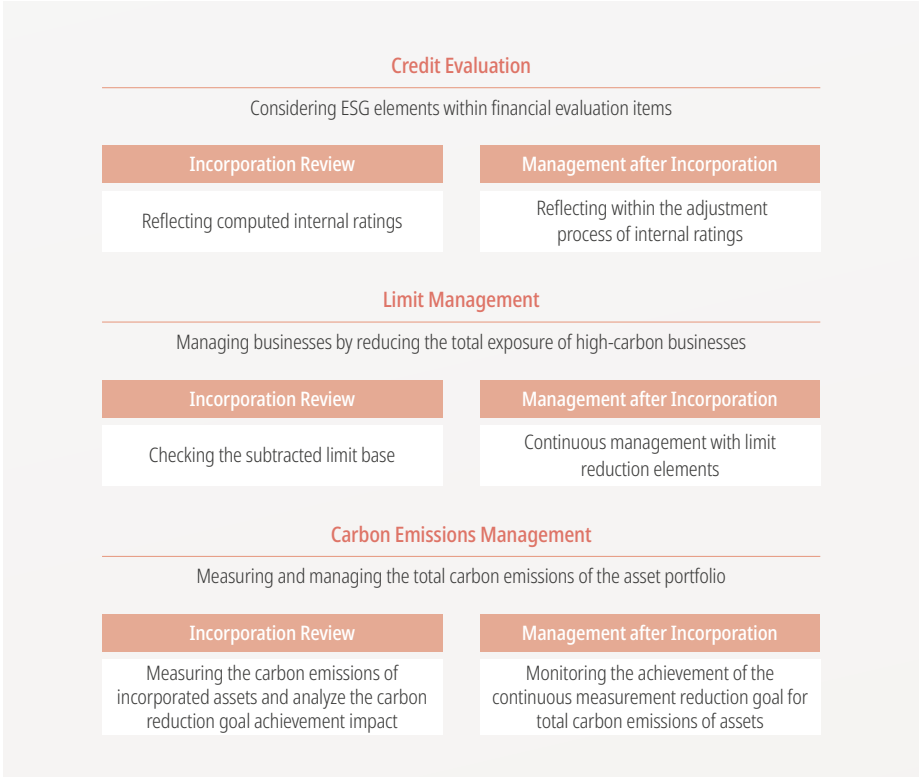 Credit Evaluation
Considering ESG elements within financial evaluation items
Incorporation Review
Management after Incorporation
Reflecting computed internal ratings
Reflecting within the adjustment
process of internal ratings
Limit Management
Managing businesses by reducing the total exposure of high-carbon businesses
Incorporation Review
Management after Incorporation
Checking the subtracted limit base
Continuous management with limit
reduction elements
Carbon Emissions Management
Measuring and managing the total carbon emissions of the asset portfolio
Incorporation Review
Management after Incorporation
Measuring the carbon emissions of
incorporated assets and analyze the carbon
reduction goal achievement impact
Monitoring the achievement of the
continuous measurement reduction goal for
total carbon emissions of assets